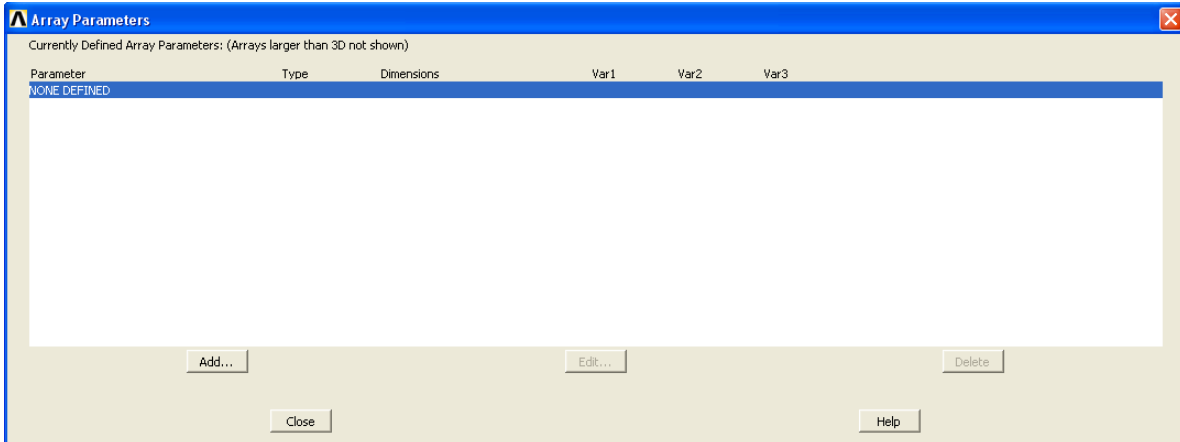 Array Parameters
Currently Defined Array Parameters: (Arrays larger than 3D not shown)
Parameter Type Dimensions Var1 Var2 Var3
NONE DEFINED
Add... Edit... Delete
Close Help